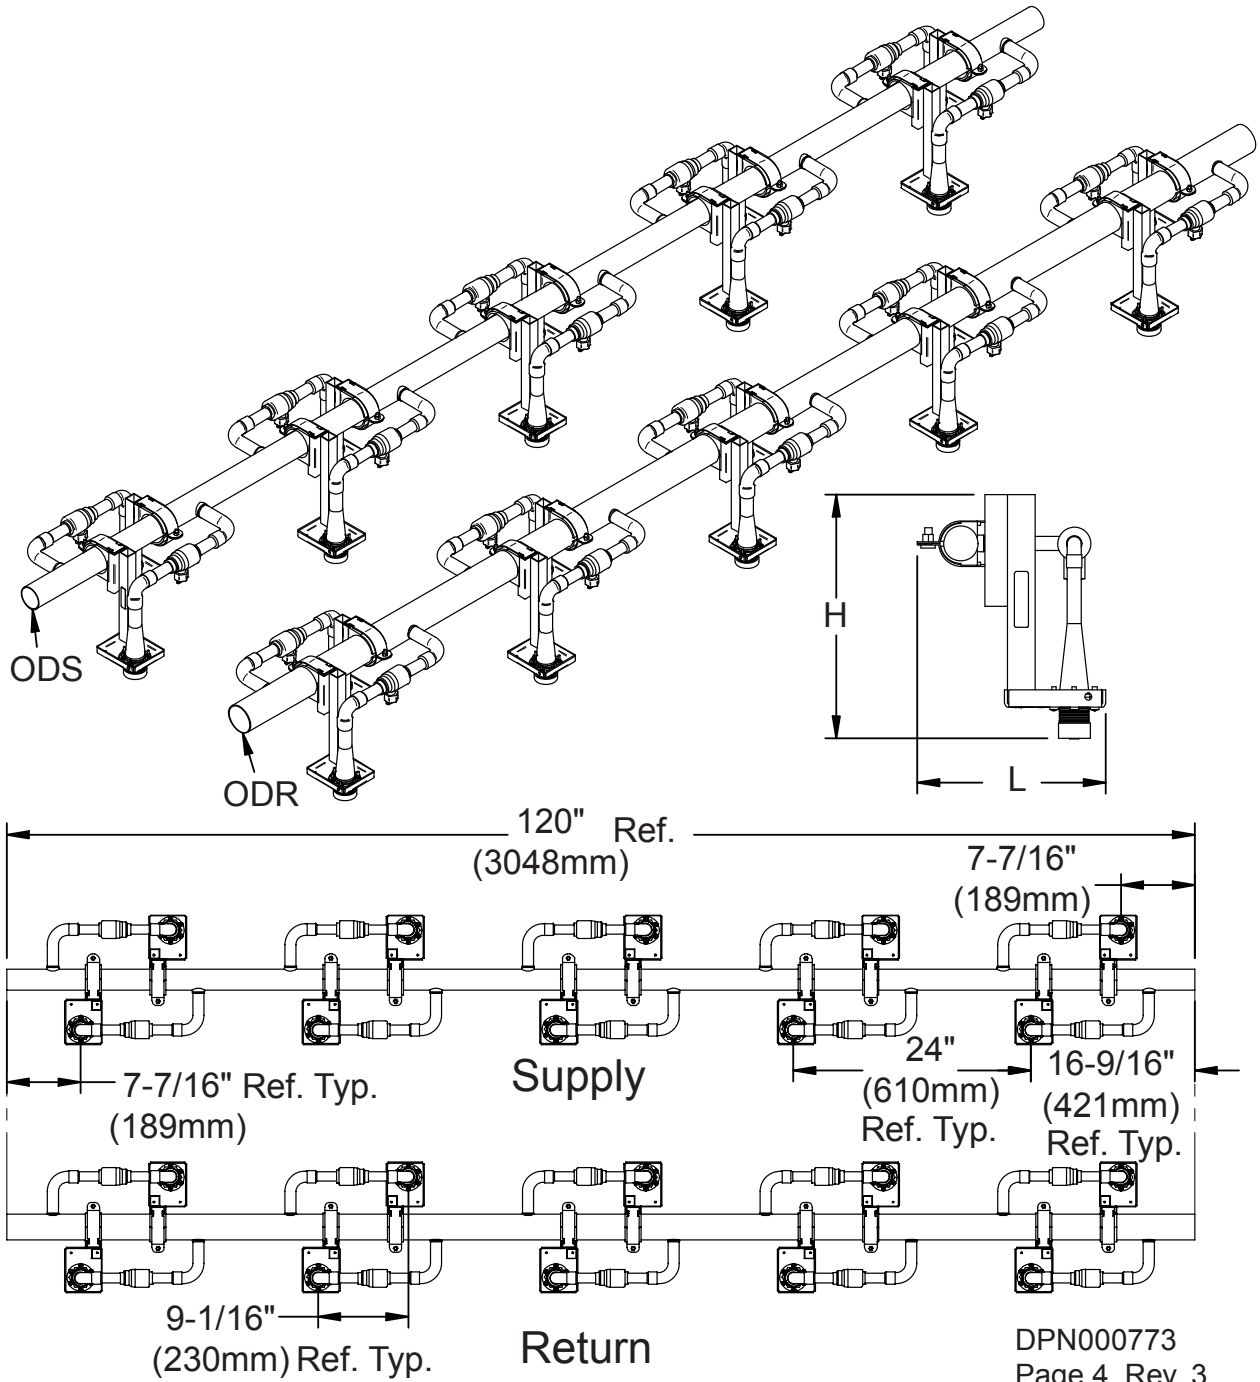 ODS
ODR
H
L
120" Ref.
(3048mm)
7-7/16"
(189mm)
7-7/16" Ref. Typ.
(189mm)
Supply
24"
(610mm)
Ref. Typ.
16-9/16"
(421mm)
Ref. Typ.
9-1/16"
(230mm) Ref. Typ.
Return
DPN000773
Page 4, Rev. 3